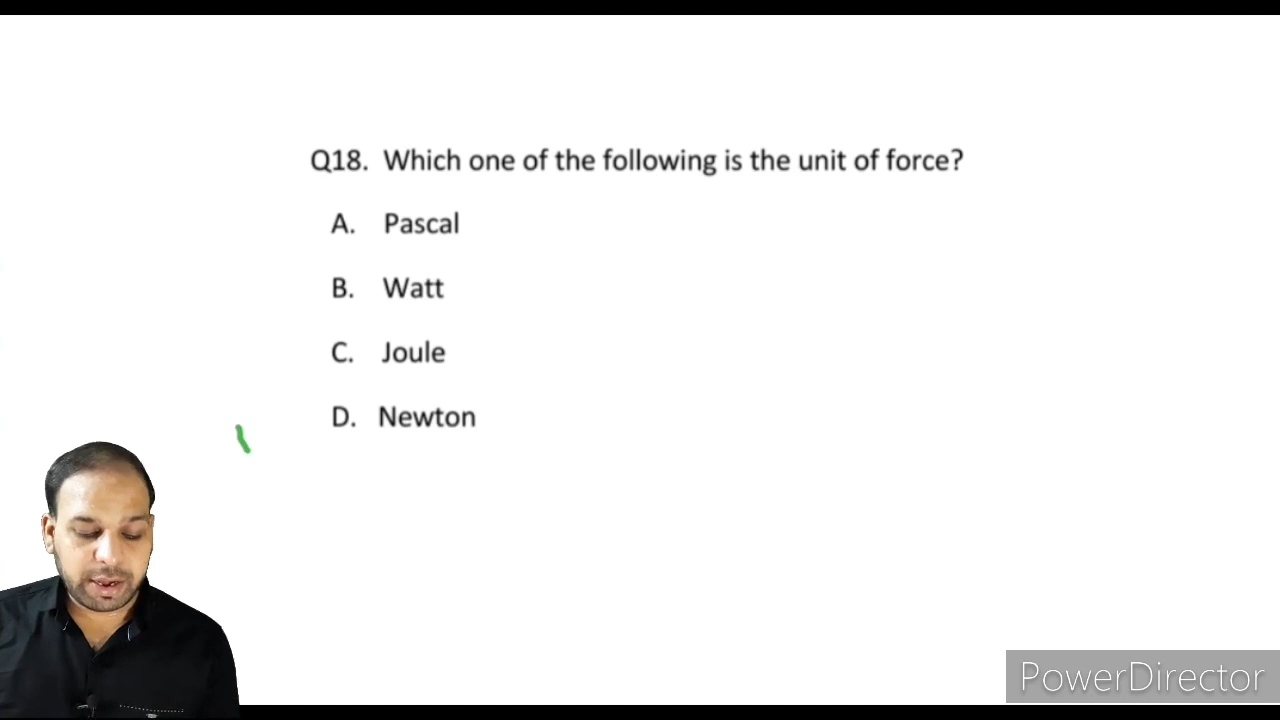 Q18. Which one of the following is the unit of force?
A. Pascal
B. Watt
C. Joule
D. Newton
PowerDirector